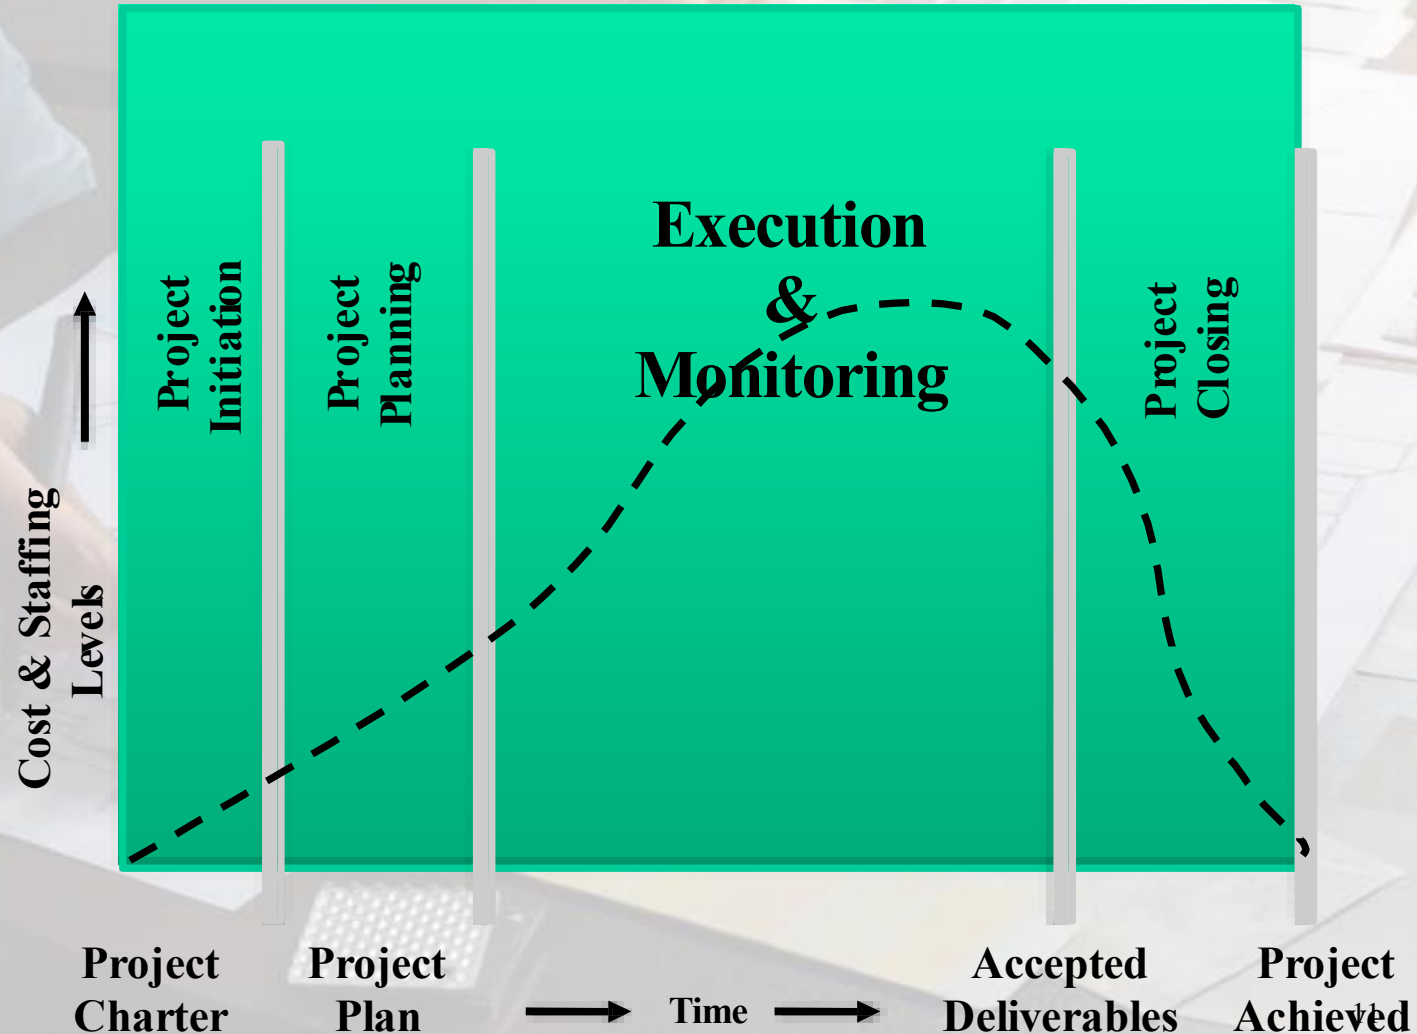 Project
Initiation
Project
Planning
Execution
&
Monitoring
Project
Closing
Cost & Staffing
Levels
Project
Charter
Project
Plan
Time
Accepted
Deliverables
Project
Achieved
11